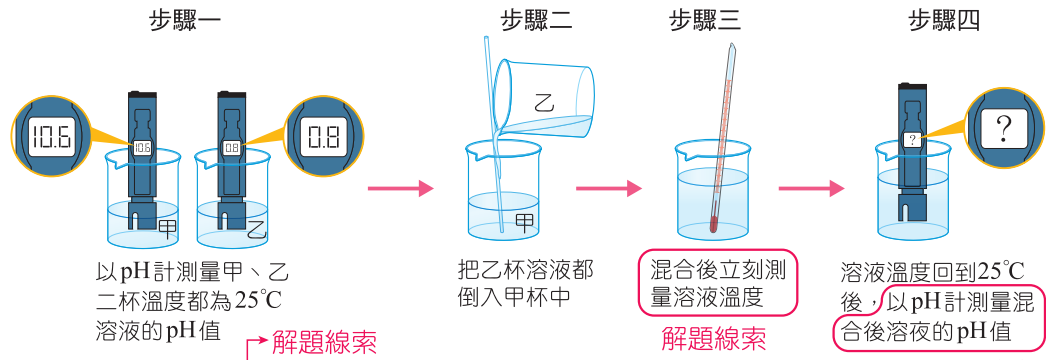 步驟一
10.6
10.6
0.8
0.8
甲
乙
以pH計測量甲、乙
二杯溫度都為25℃
溶液的pH值
解題線索
步驟二
乙
甲
把乙杯溶液都
倒入甲杯中
步驟三
混合後立刻測
量溶液溫度
解題線索
步驟四
?
?
溶液溫度回到25℃
後，以pH計測量混
合後溶夜的pH值